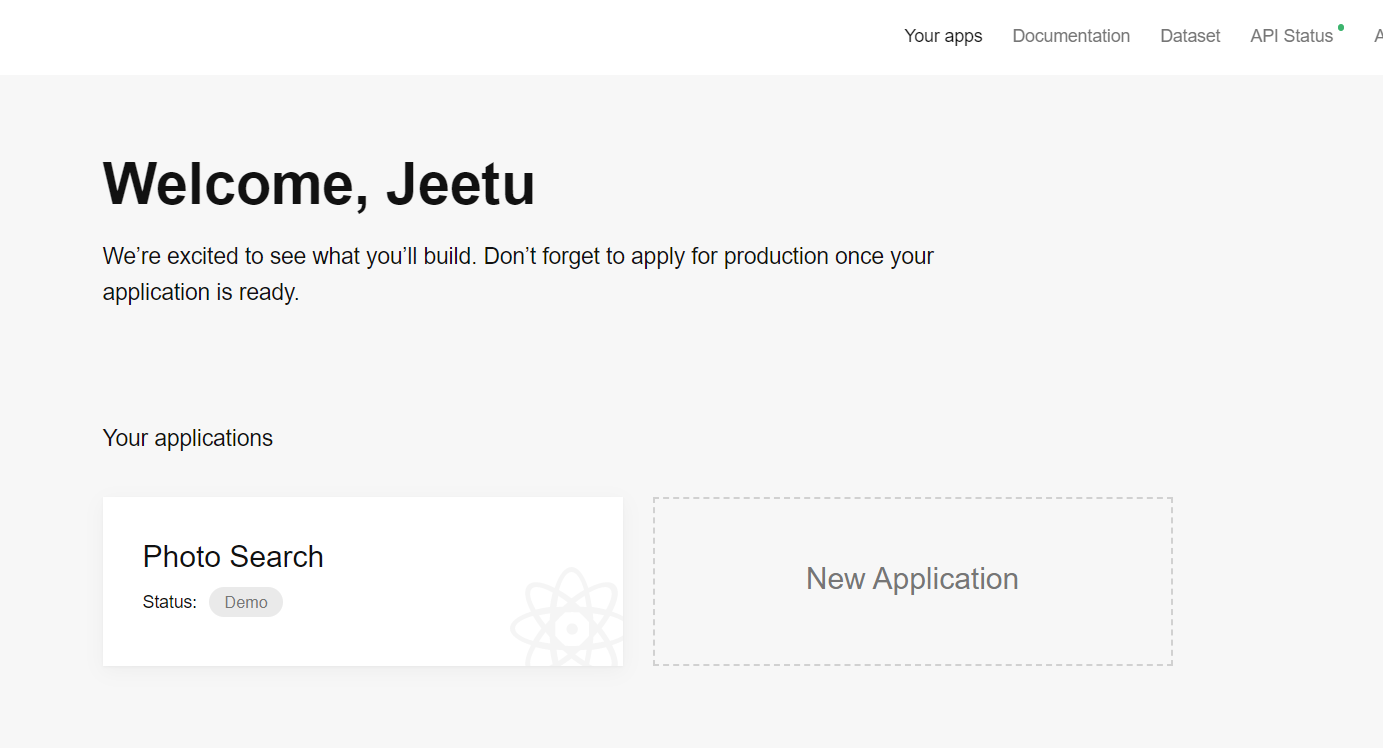 Your apps Documentation Dataset API Status
Welcome, Jeetu
We’re excited to see what you’ll build. Don’t forget to apply for production once your
application is ready.
Your applications
Photo Search
Status: Demo
New Application